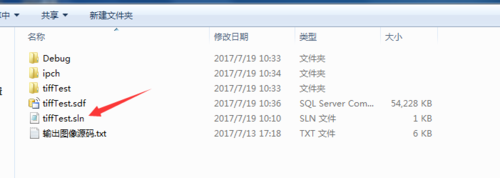 库中 ▾ 共享 ▾ 新建文件夹
名称 修改日期 类型 大小
Debug 2017/7/19 10:33 文件夹
ipch 2017/7/19 10:33 文件夹
tiffTest 2017/7/19 10:33 文件夹
tiffTest.sdf 2017/7/19 10:36 SQL Server Com... 54,228 KB
tiffTest.sln 2017/7/19 10:10 SLN 文件 1 KB
输出图像源码.txt 2017/7/13 17:18 TXT 文件 6 KB